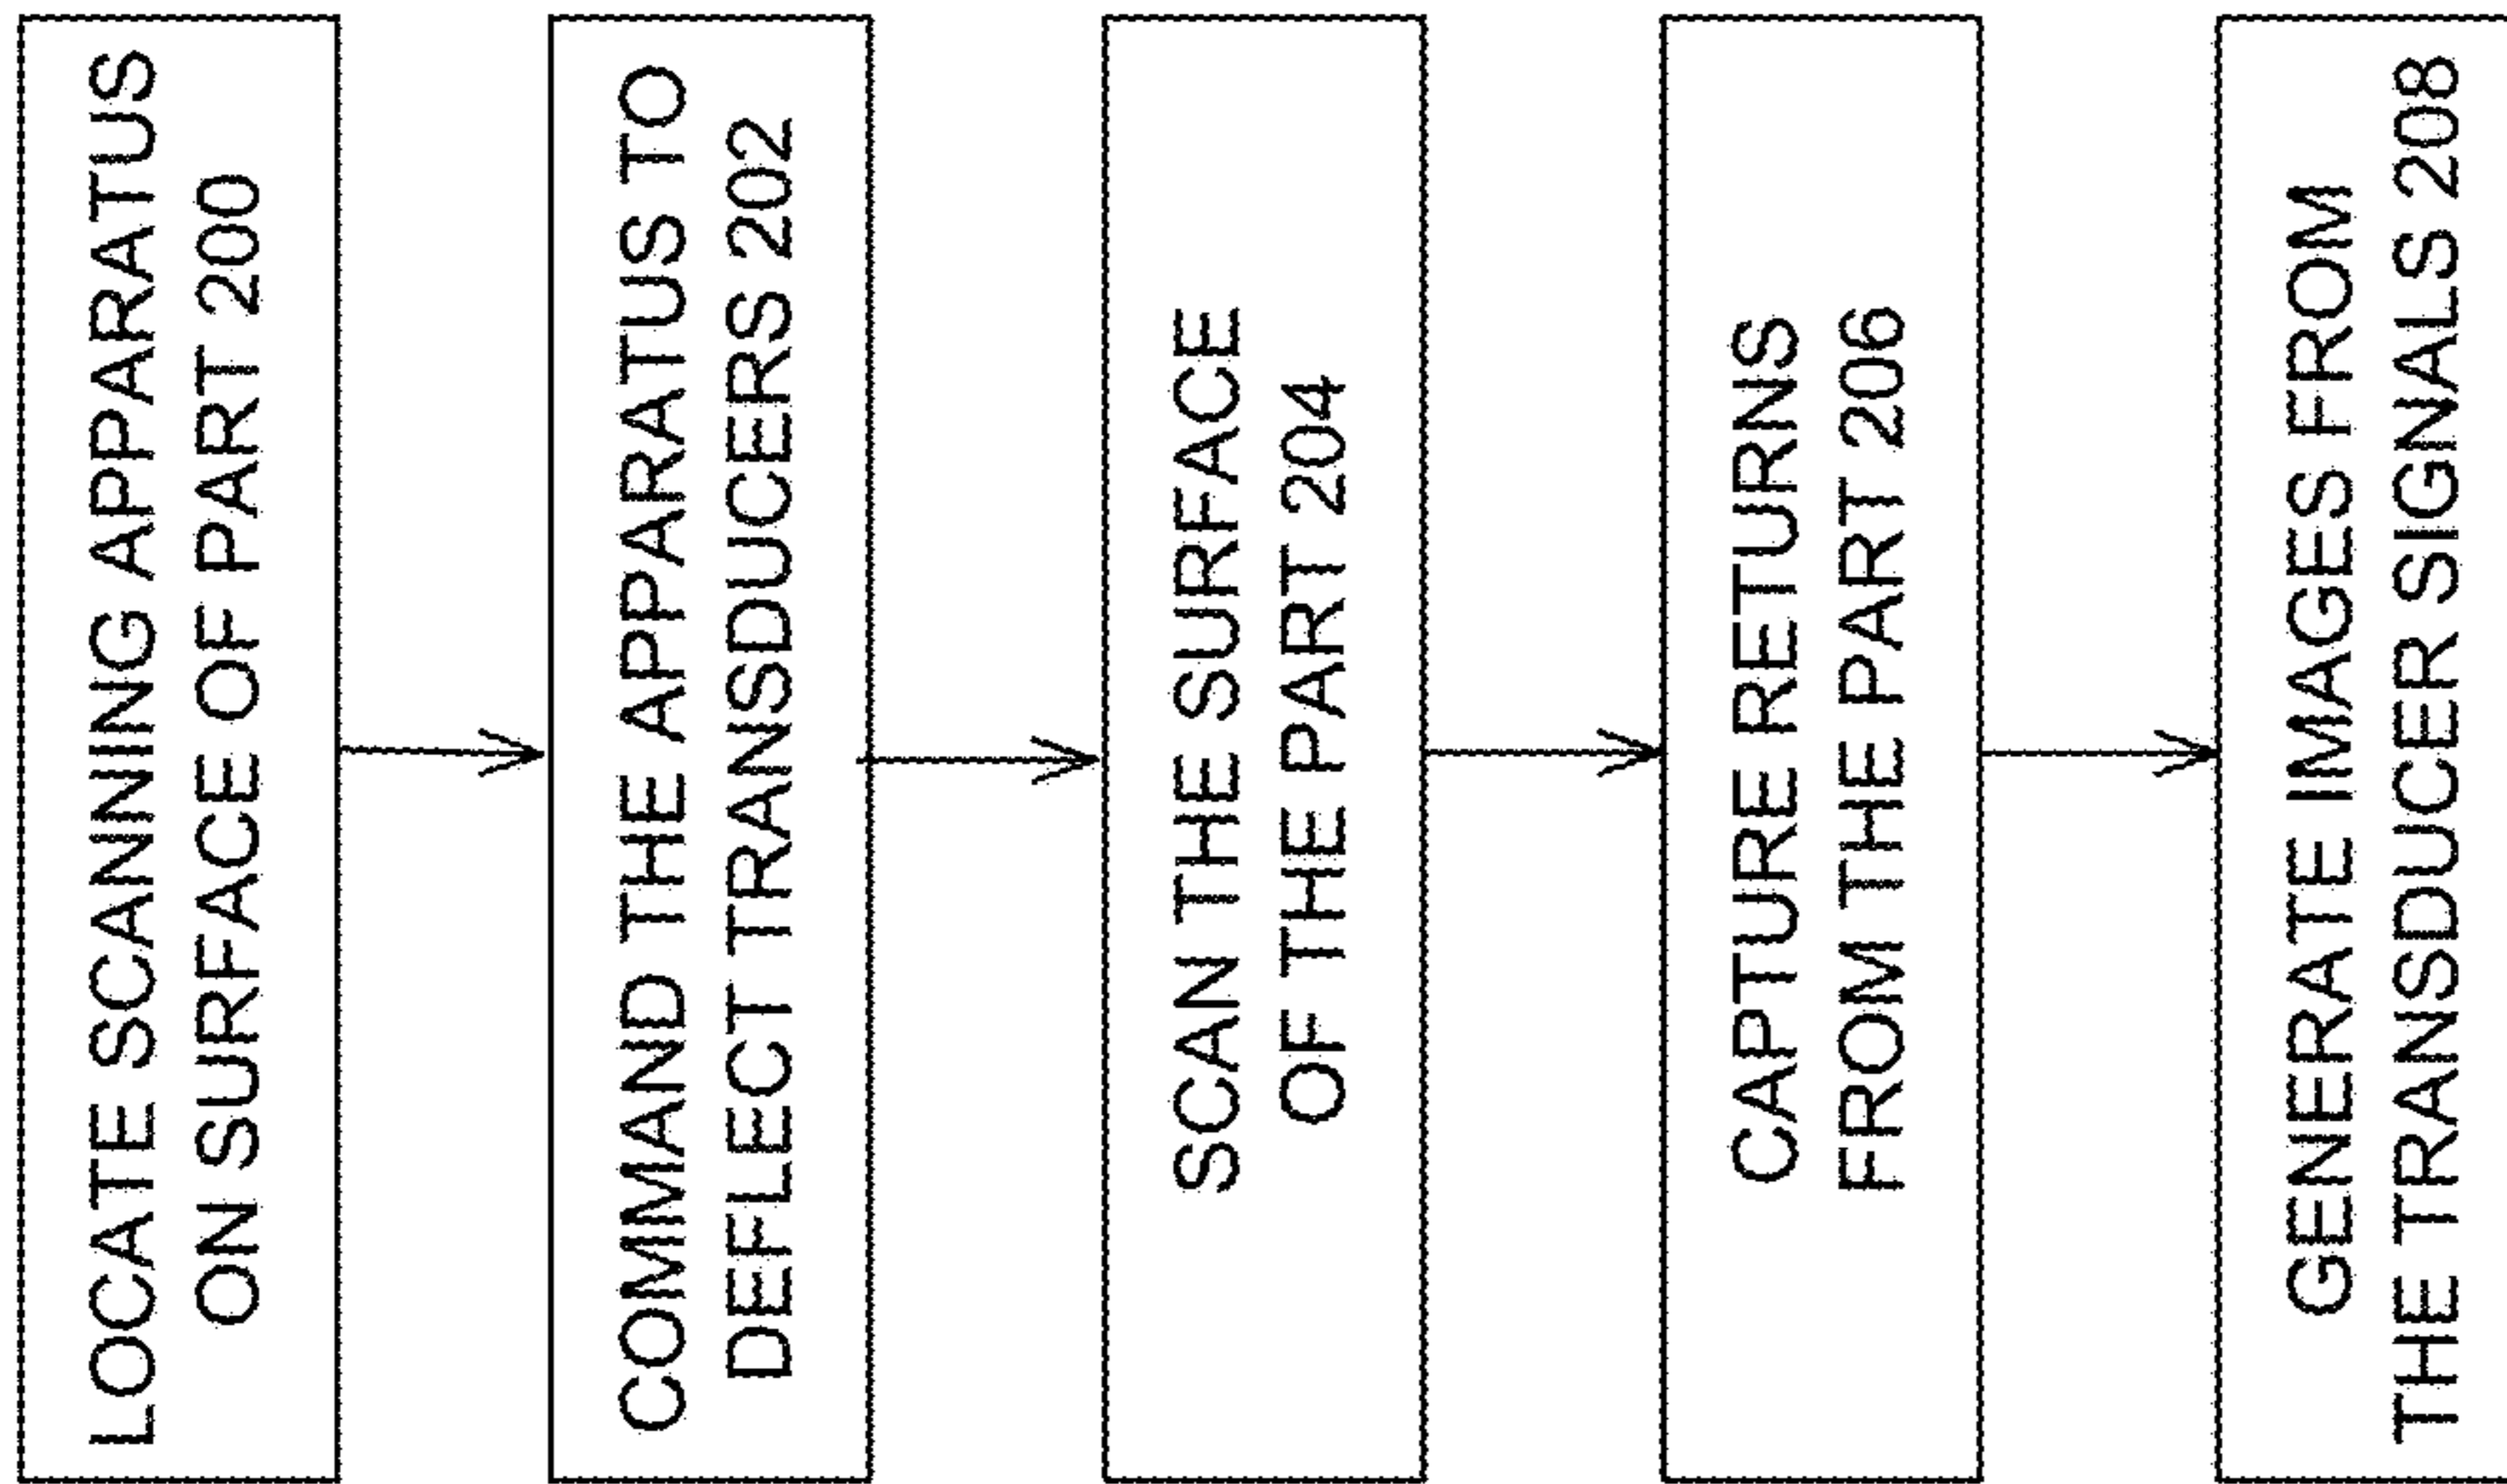 LOCATE SCANNING APPARATUS
ON SURFACE OF PART 200
COMMAND THE APPARATUS TO
DEFLECT TRANSDUCERS 202
SCAN THE SURFACE
OF THE PART 204
CAPTURE RETURNS
FROM THE PART 206
GENERATE IMAGES FROM
THE TRANSDUCER SIGNALS 208